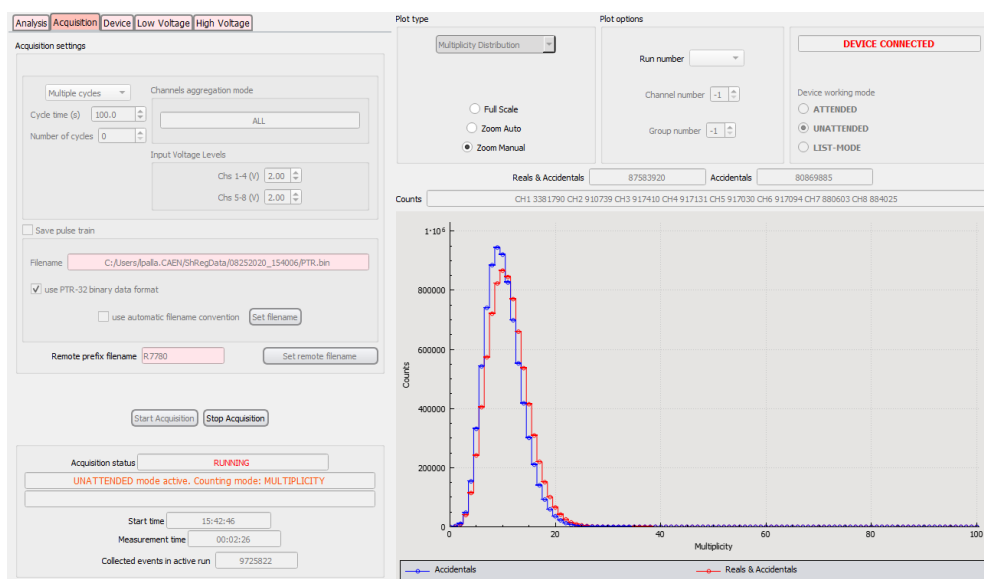 Analysis Acquisition Device Low Voltage High Voltage
Acquisition settings
Multiple cycles
Channels aggregation mode
Cycle time (s) 100.0
ALL
Number of cycles 0
Input Voltage Levels
Chs 1-4 (V) 2.00
Chs 5-8 (V) 2.00
Save pulse train
Filename C:/Users/lpalla.CAEN/ShRegData/08252020_154006/PTR.bin
use PTR-32 binary data format
use automatic filename convention Set filename
Remote prefix filename R7780 Set remote filename
Start Acquisition Stop Acquisition
Acquisition status RUNNING
UNATTENDED mode active. Counting mode: MULTIPLICITY
Start time 15:42:46
Measurement time 00:02:26
Collected events in active run 9725822
Plot type
Multiplicity Distribution
Full Scale
Zoom Auto
Zoom Manual
Plot options
Run number
Channel number -1
Group number -1
DEVICE CONNECTED
Device working mode
ATTENDED
UNATTENDED
LIST-MODE
Reals & Accidentals 87583920 Accidentals 80869885
Counts CH1 3381790 CH2 910739 CH3 917410 CH4 917131 CH5 917030 CH6 917094 CH7 880603 CH8 884025
1·10⁶
800000
600000
400000
200000
0
Counts
0 20 40 60 80 100
Multiplicity
Accidentals Reals & Accidentals